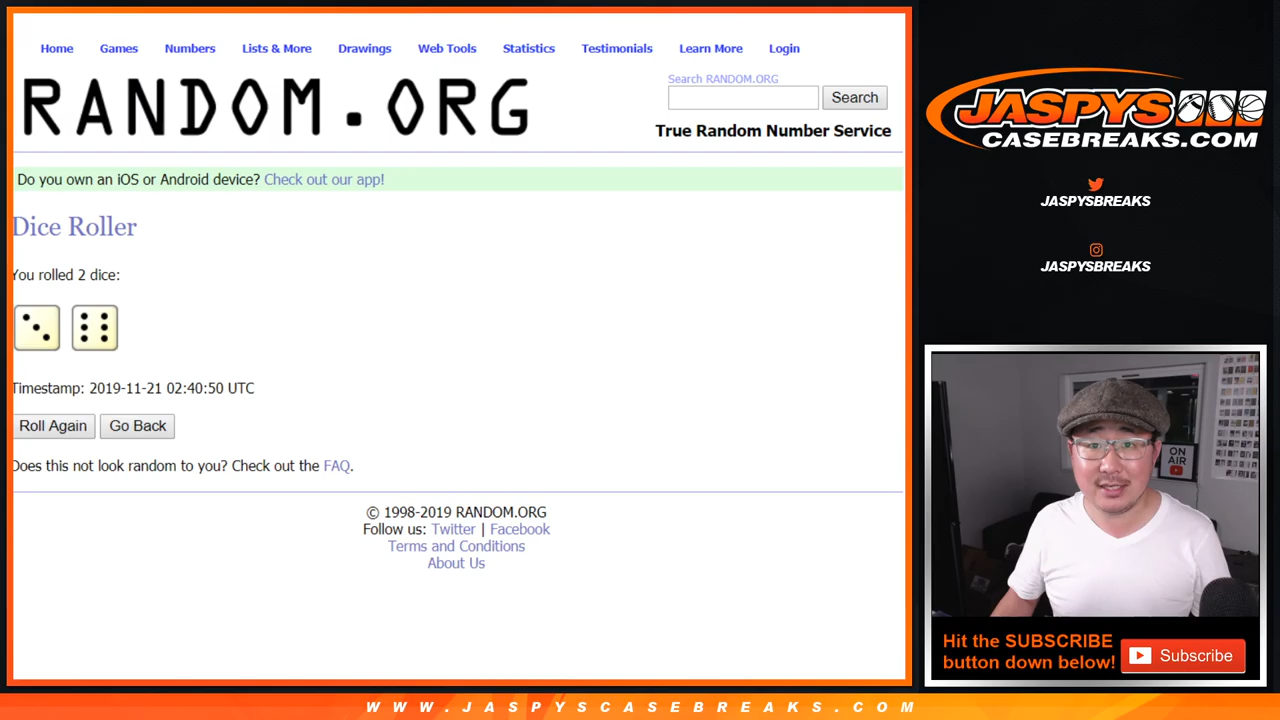 Home Games Numbers Lists & More Drawings Web Tools Statistics Testimonials Learn More Login
RANDOM.ORG
Search RANDOM.ORG
Search
True Random Number Service
Do you own an iOS or Android device? Check out our app!
Dice Roller
You rolled 2 dice:
Timestamp: 2019-11-21 02:40:50 UTC
Roll Again Go Back
Does this not look random to you? Check out the FAQ.
© 1998-2019 RANDOM.ORG
Follow us: Twitter | Facebook
Terms and Conditions
About Us
JASPYS
CASEBREAKS.COM
JASPYSBREAKS
JASPYSBREAKS
ON
AIR
Hit the SUBSCRIBE
button down below!
Subscribe
WWW.JASPYSCASEBREAKS.COM